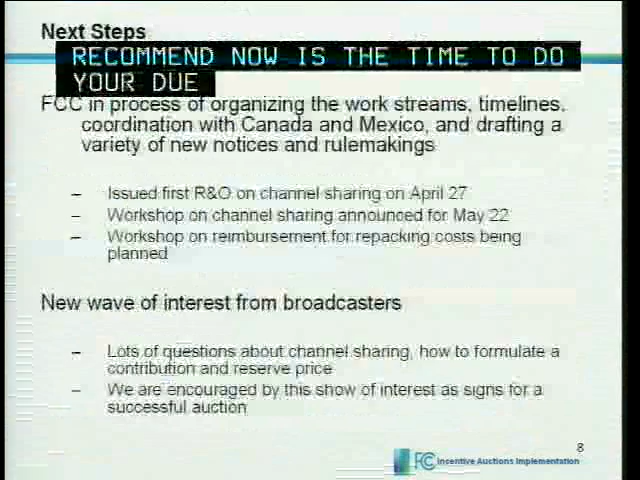 Next Steps
RECOMMEND NOW IS THE TIME TO DO
YOUR DUE
FCC in process of organizing the work streams, timelines,
coordination with Canada and Mexico, and drafting a
variety of new notices and rulemakings
– Issued first R&O on channel sharing on April 27
– Workshop on channel sharing announced for May 22
– Workshop on reimbursement for repacking costs being
planned
New wave of interest from broadcasters
– Lots of questions about channel sharing, how to formulate a
contribution and reserve price
– We are encouraged by this show of interest as signs for a
successful auction
8
FCC Incentive Auctions Implementation